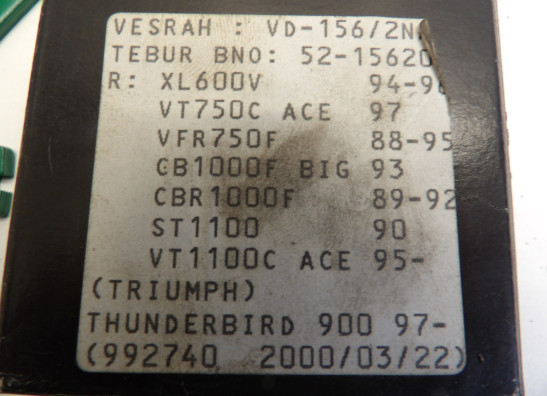 VESRAH : VD-156/2N
TEBUR BNO: 52-15620
R: XL600V 94-96
VT750C ACE 97
VFR750F 88-95
CB1000F BIG 93
CBR1000F 89-92
ST1100 90
VT1100C ACE 95-
(TRIUMPH)
THUNDERBIRD 900 97-
(992740 2000/03/22)